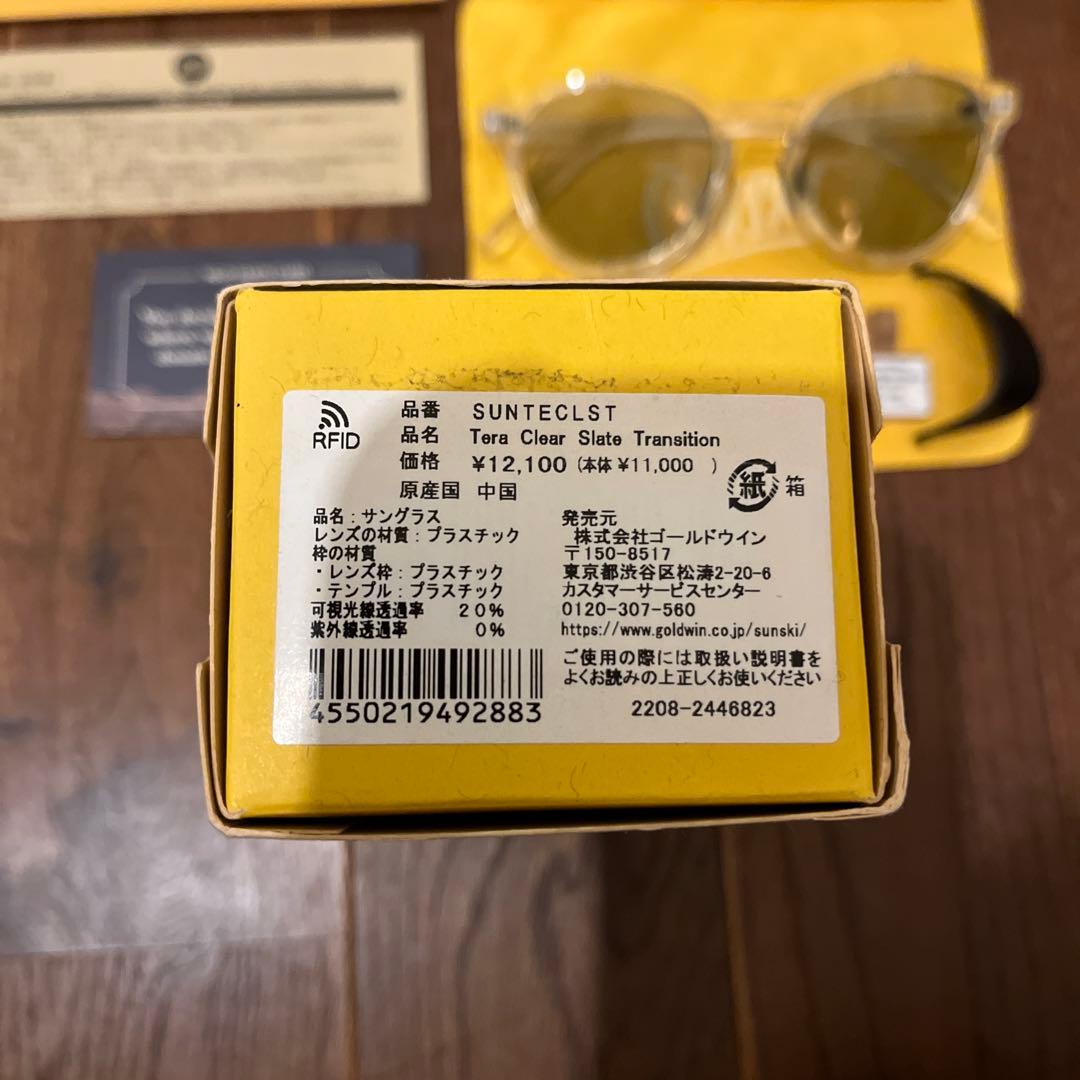 RFID
品番 SUNTECLST
品名 Tera Clear Slate Transition
価格 ¥12,100 (本体 ¥11,000 )
原産国 中国
紙 箱
品名：サングラス
レンズの材質：プラスチック
枠の材質
・レンズ枠：プラスチック
・テンプル：プラスチック
可視光線透過率 20%
紫外線透過率 0%
4550219492883
発売元
株式会社ゴールドウイン
〒150-8517
東京都渋谷区松涛2-20-6
カスタマーサービスセンター
0120-307-560
https://www.goldwin.co.jp/sunski/
ご使用の際には取扱い説明書を
よくお読みの上正しくお使いください
2208-2446823